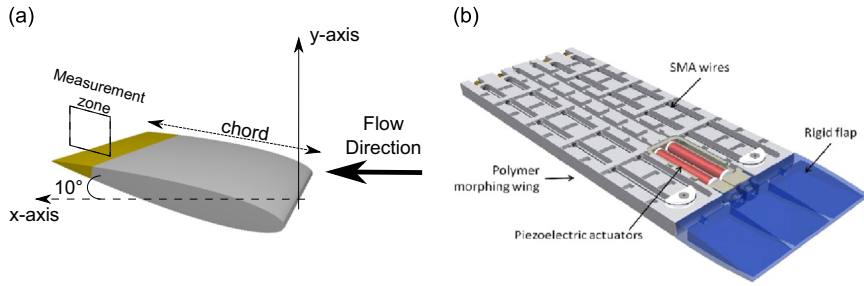 (a)
y-axis
Measurement
zone
chord
Flow
Direction
10°
x-axis
(b)
SMA wires
Rigid flap
Polymer
morphing wing
Piezoelectric actuators